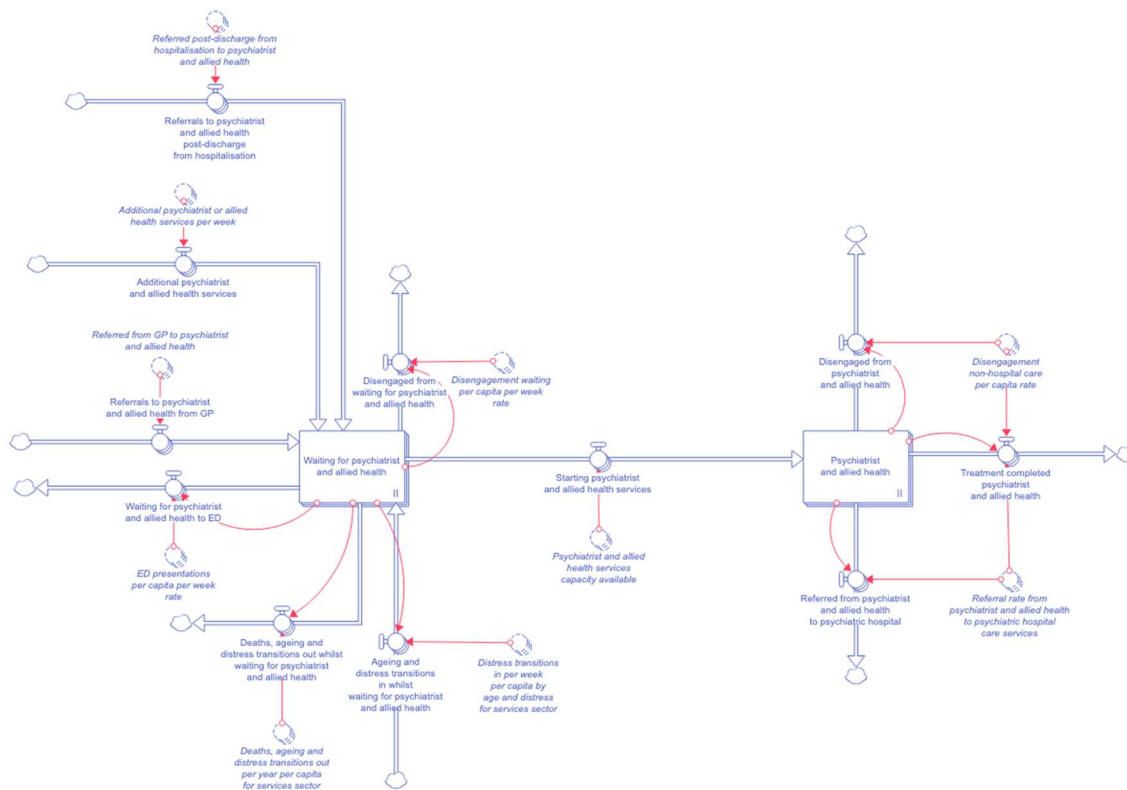 Referred post-discharge from
hospitalisation to psychiatrist
and allied health
Referrals to psychiatrist
and allied health
post-discharge
from hospitalisation
Additional psychiatrist or allied
health services per week
Additional psychiatrist
and allied health services
Referred from GP to psychiatrist
and allied health
Referrals to psychiatrist
and allied health from GP
Disengaged from
waiting for psychiatrist
and allied health
Disengagement waiting
per capita per week
rate
Disengaged from
psychiatrist
and allied health
Disengagement
non-hospital care
per capita rate
Waiting for psychiatrist
and allied health
Starting psychiatrist
and allied health services
Psychiatrist
and allied health
Treatment completed
psychiatrist
and allied health
Waiting for psychiatrist
and allied health to ED
ED presentations
per capita per week
rate
Psychiatrist and allied
health services
capacity available
Referred from psychiatrist
and allied health
to psychiatric hospital
Referral rate from
psychiatrist and allied health
to psychiatric hospital
care services
Deaths, ageing and
distress transitions out whilst
waiting for psychiatrist
and allied health
Ageing and
distress transitions
in whilst
waiting for psychiatrist
and allied health
Distress transitions
in per week
per capita by
age and distress
for services sector
Deaths, ageing and
distress transitions out
per year per capita
for services sector